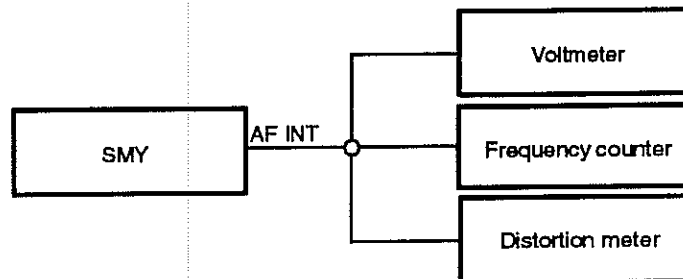 Voltmeter
AF INT
SMY
Frequency counter
Distortion meter